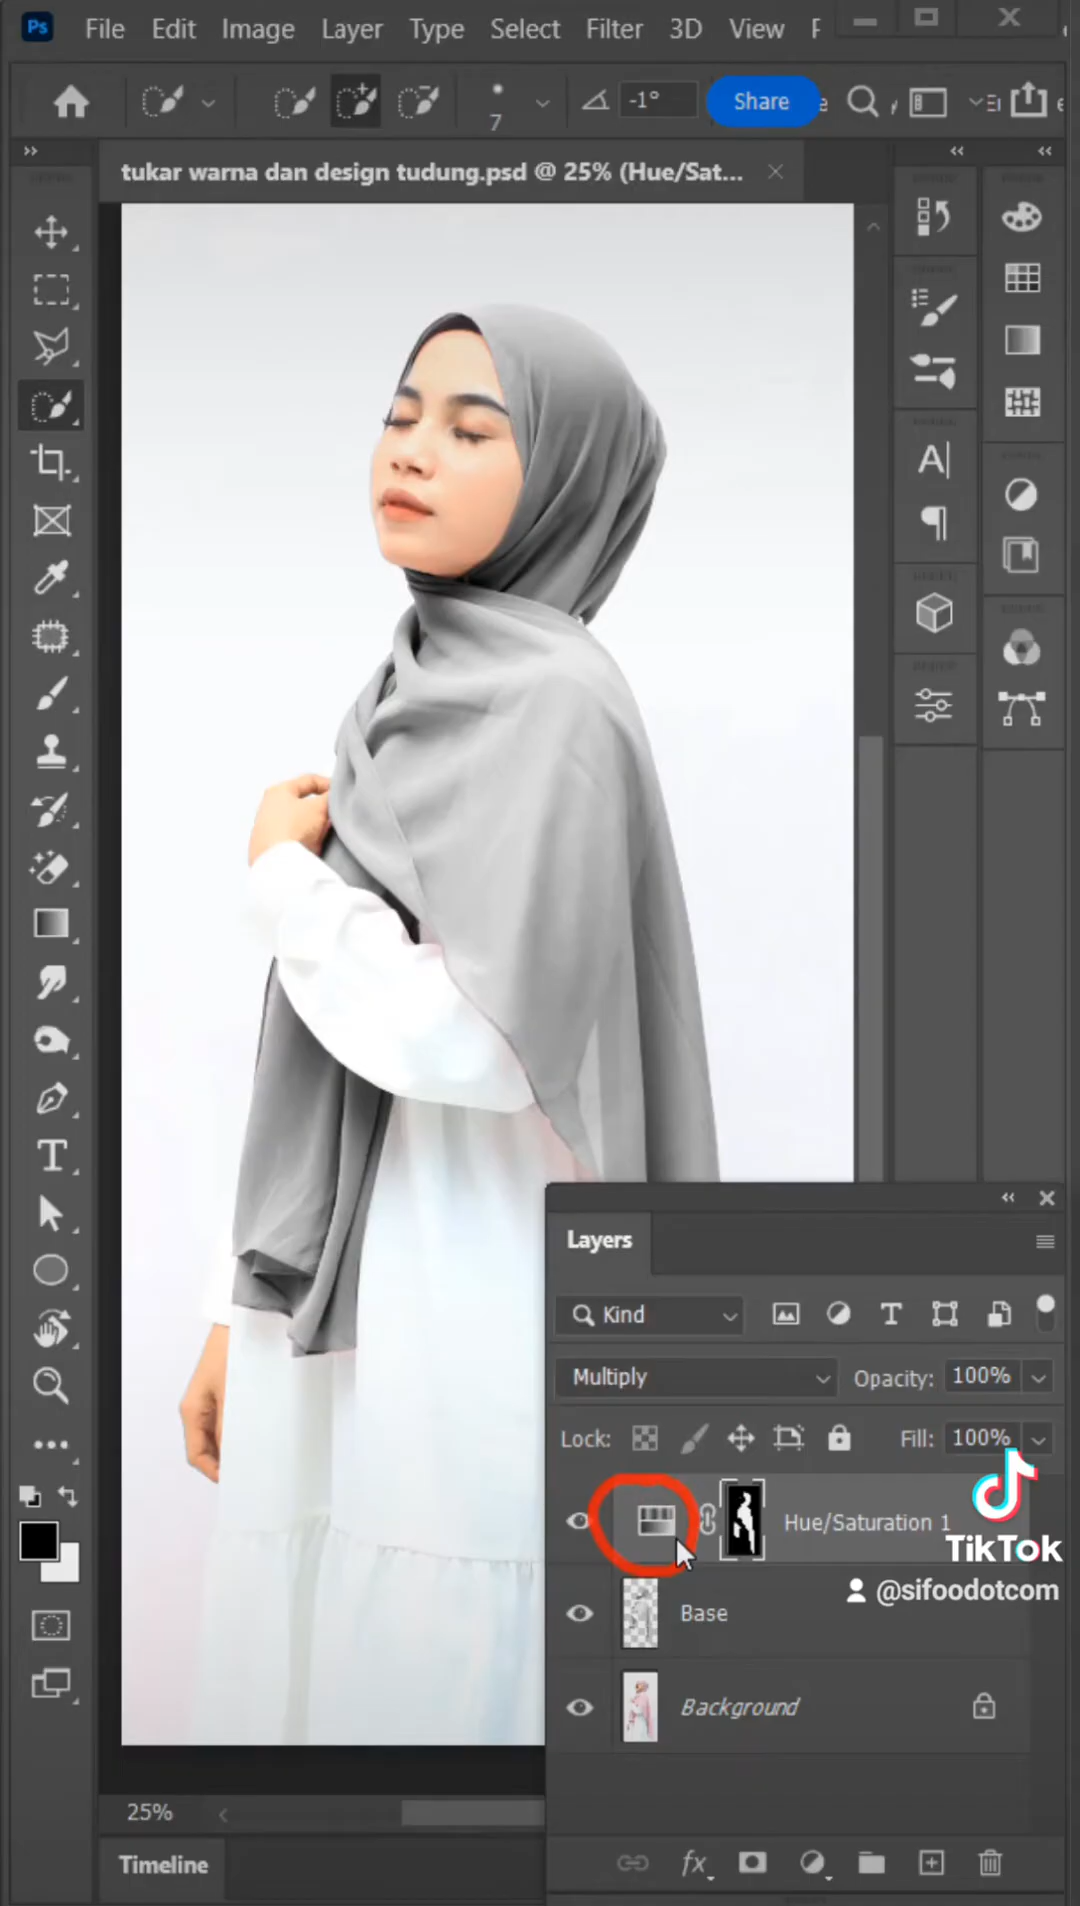 Ps File Edit Image Layer Type Select Filter 3D View
7 -1° Share
tukar warna dan design tudung.psd @ 25% (Hue/Sat...
Layers
Kind
Multiply Opacity: 100%
Lock: Fill: 100%
Hue/Saturation 1
TikTok
@sifoodotcom
Base
Background
25%
Timeline
fx